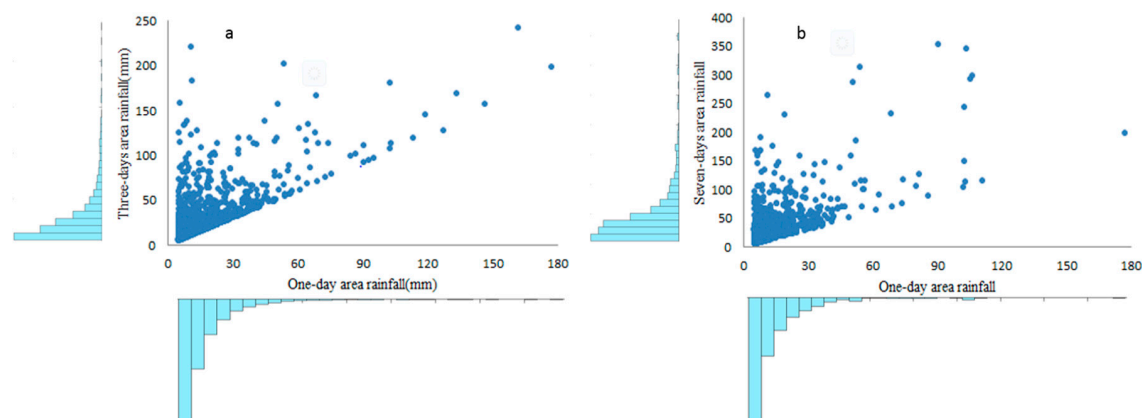 a
250
200
150
100
50
0
Three-days area rainfall(mm)
0 30 60 90 120 150 180
One-day area rainfall(mm)
b
400
350
300
250
200
150
100
50
0
Seven-days area rainfall
0 30 60 90 120 150 180
One-day area rainfall